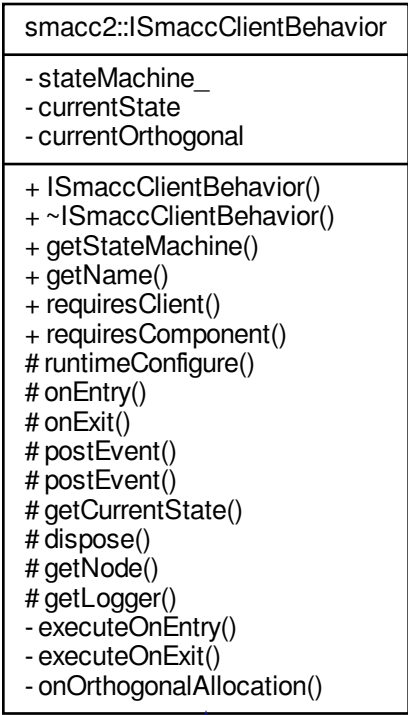 smacc2::ISmaccClientBehavior
- stateMachine_
- currentState
- currentOrthogonal
+ ISmaccClientBehavior()
+ ~ISmaccClientBehavior()
+ getStateMachine()
+ getName()
+ requiresClient()
+ requiresComponent()
# runtimeConfigure()
# onEntry()
# onExit()
# postEvent()
# postEvent()
# getCurrentState()
# dispose()
# getNode()
# getLogger()
- executeOnEntry()
- executeOnExit()
- onOrthogonalAllocation()